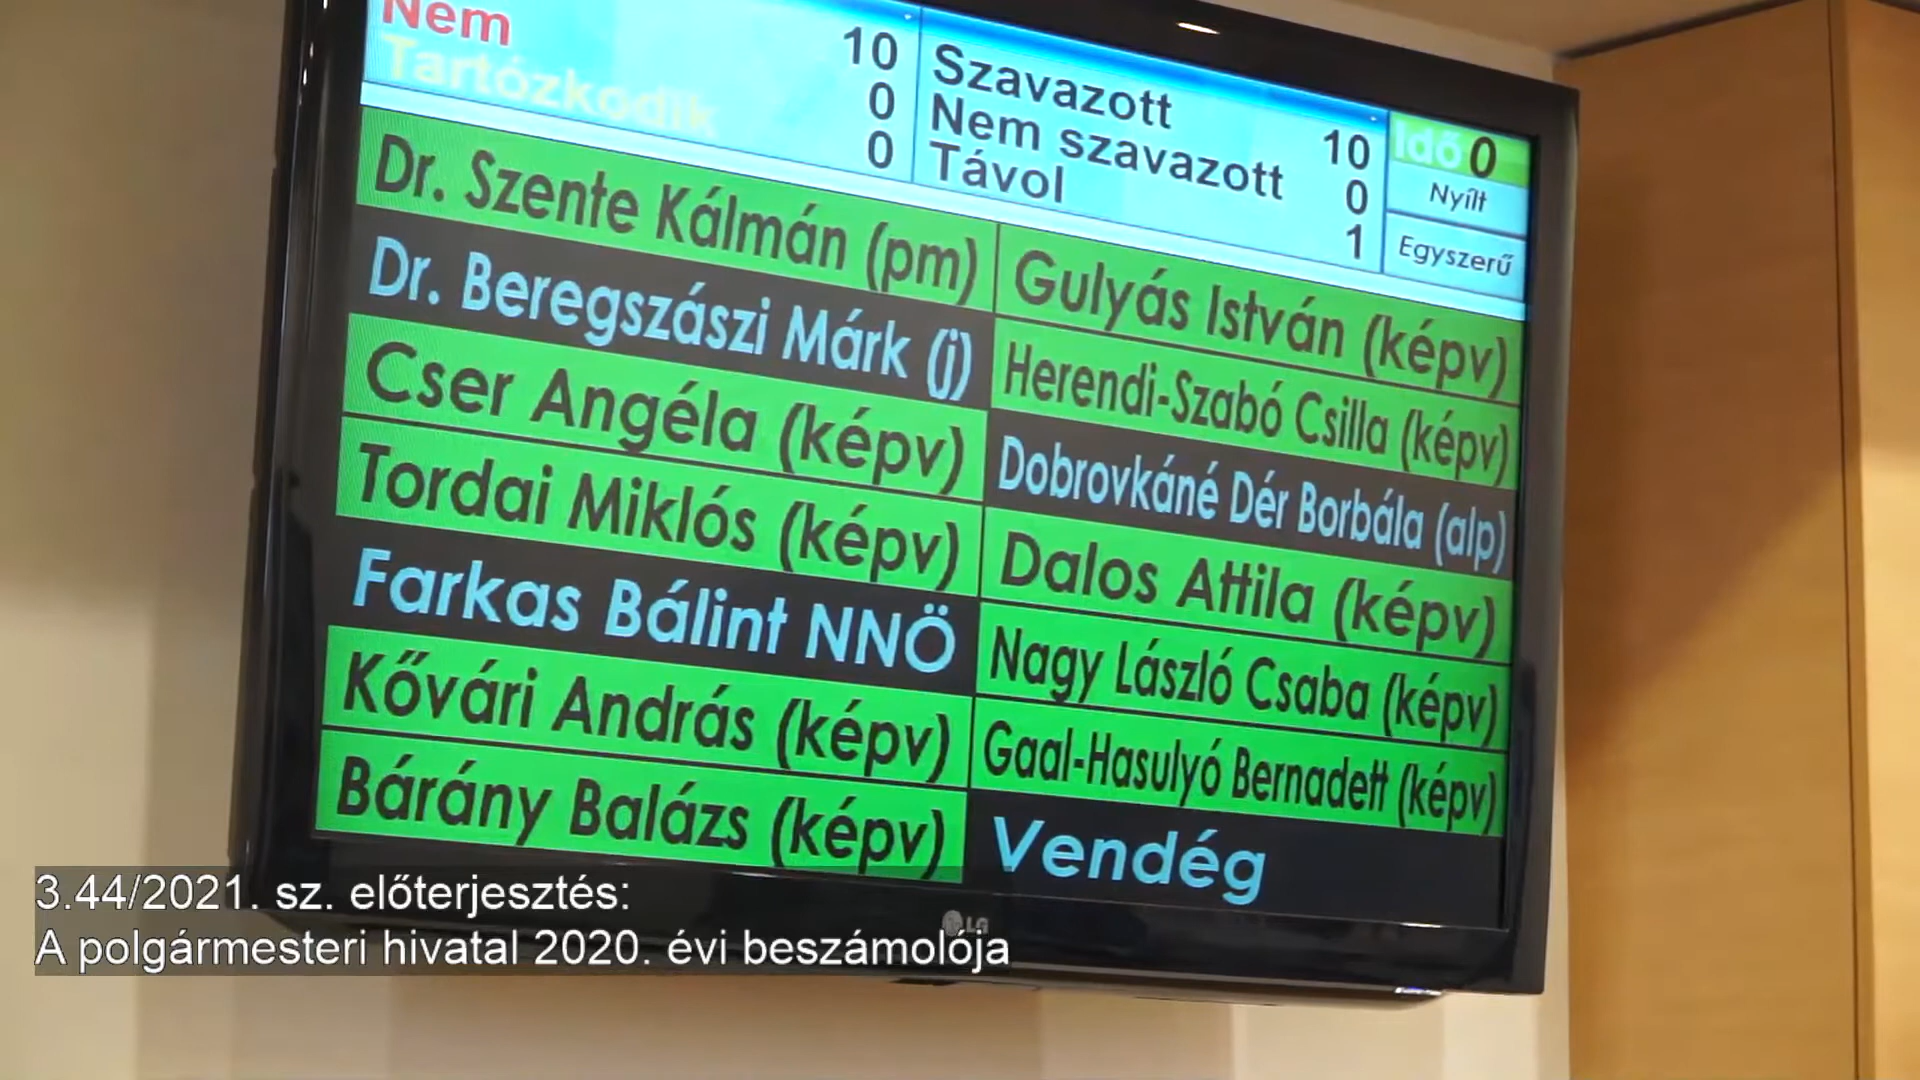 Nem 10
Tartózkodik 0
0
Szavazott 10
Nem szavazott 0
Távol 1
Idő 0
Nyílt
Egyszerű
Dr. Szente Kálmán (pm)
Dr. Beregszászi Márk (j)
Cser Angéla (képv)
Tordai Miklós (képv)
Farkas Bálint NNÖ
Kővári András (képv)
Bárány Balázs (képv)
Gulyás István (képv)
Herendi-Szabó Csilla (képv)
Dobrovkáné Dér Borbála (alp)
Dalos Attila (képv)
Nagy László Csaba (képv)
Gaal-Hasulyó Bernadett (képv)
Vendég
LG
3.44/2021. sz. előterjesztés:
A polgármesteri hivatal 2020. évi beszámolója